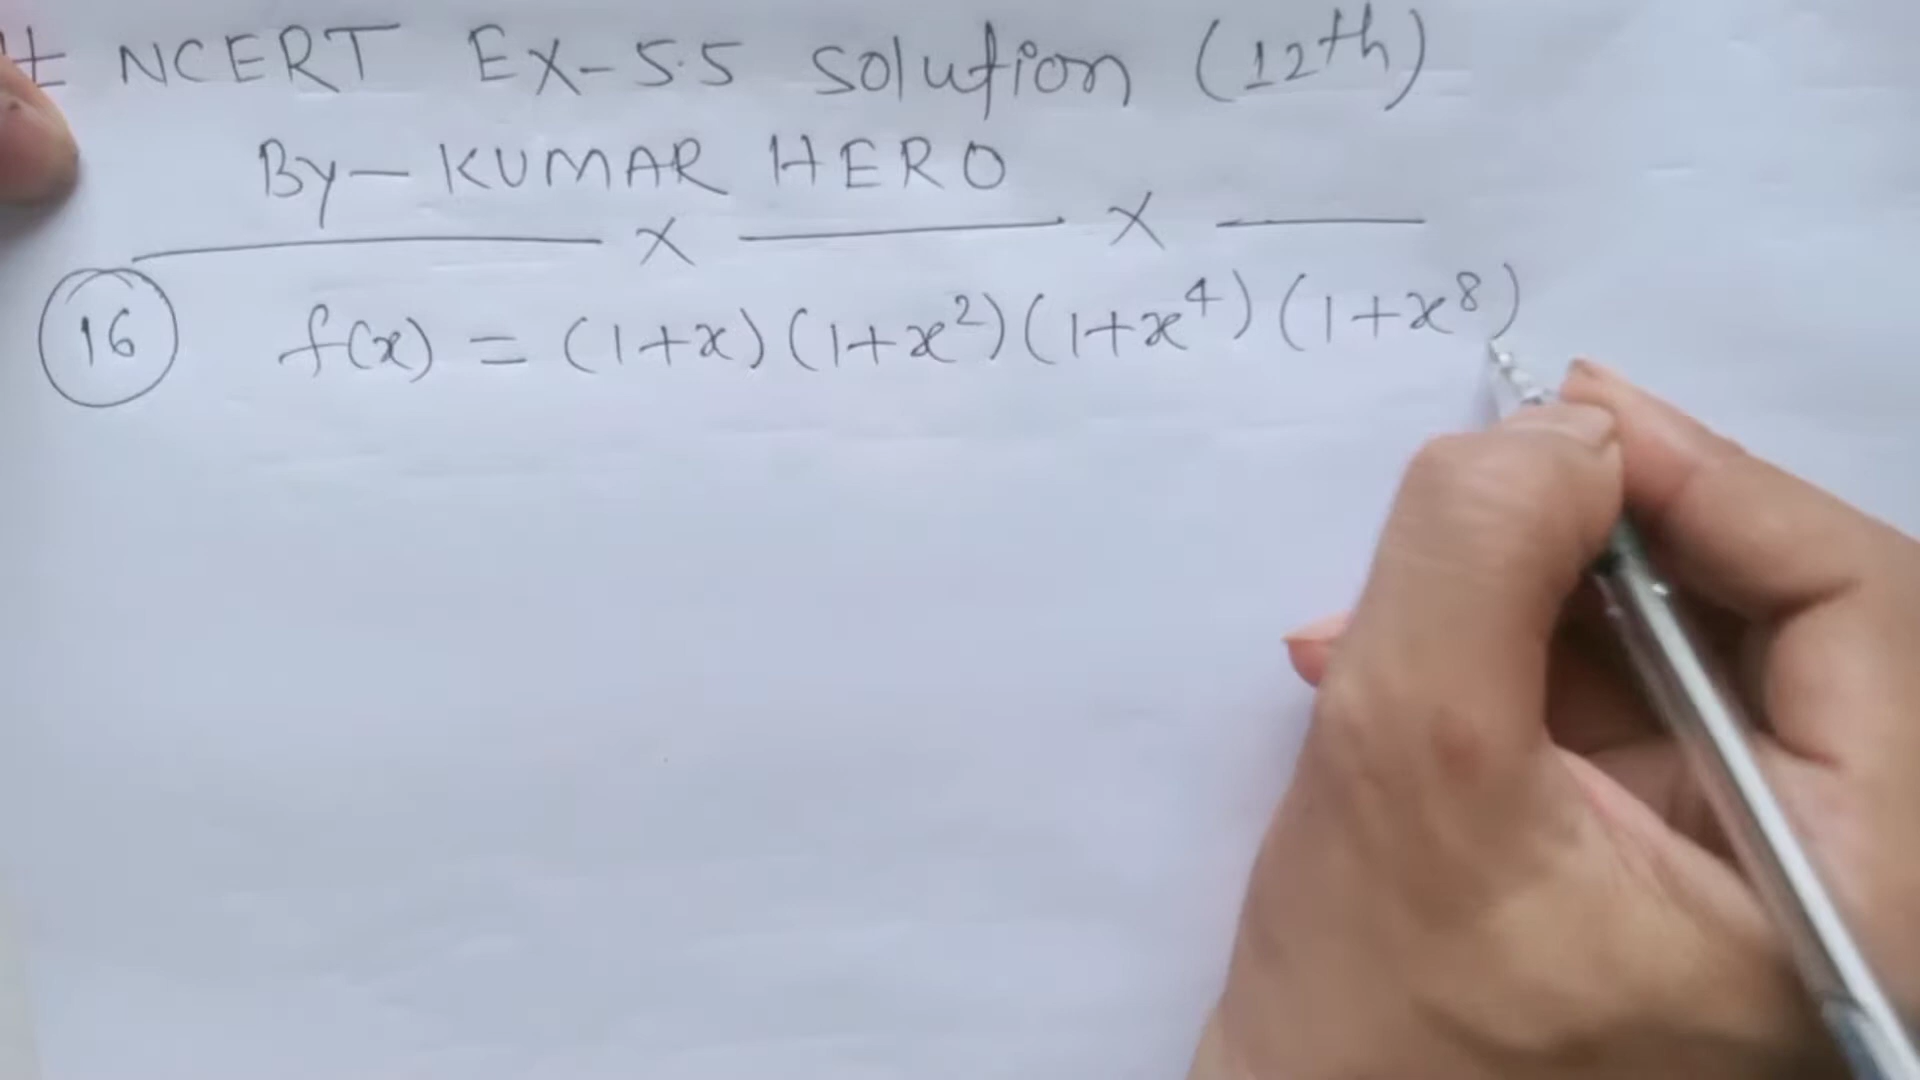 # NCERT EX-5.5 solution (12th)
By-KUMAR HERO
x x
16 f(x) = (1+x)(1+x²)(1+x⁴)(1+x⁸)